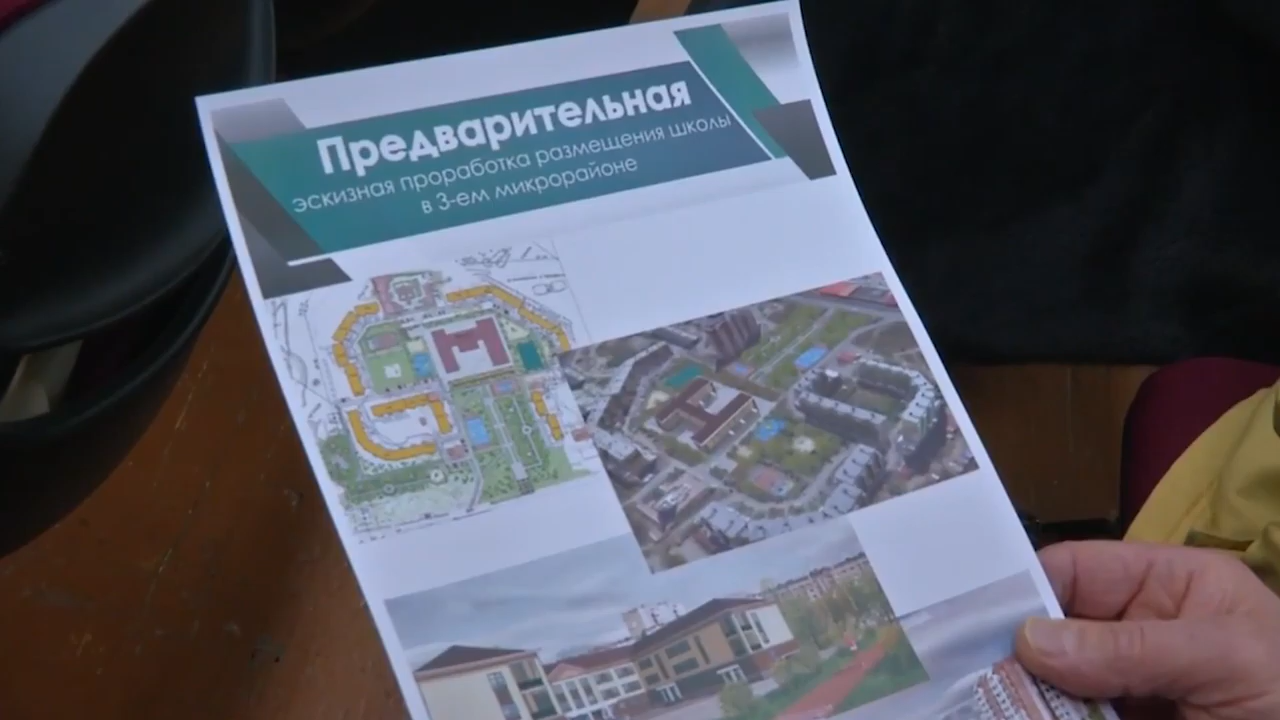 Предварительная
эскизная проработка размещения школы
в 3-ем микрорайоне